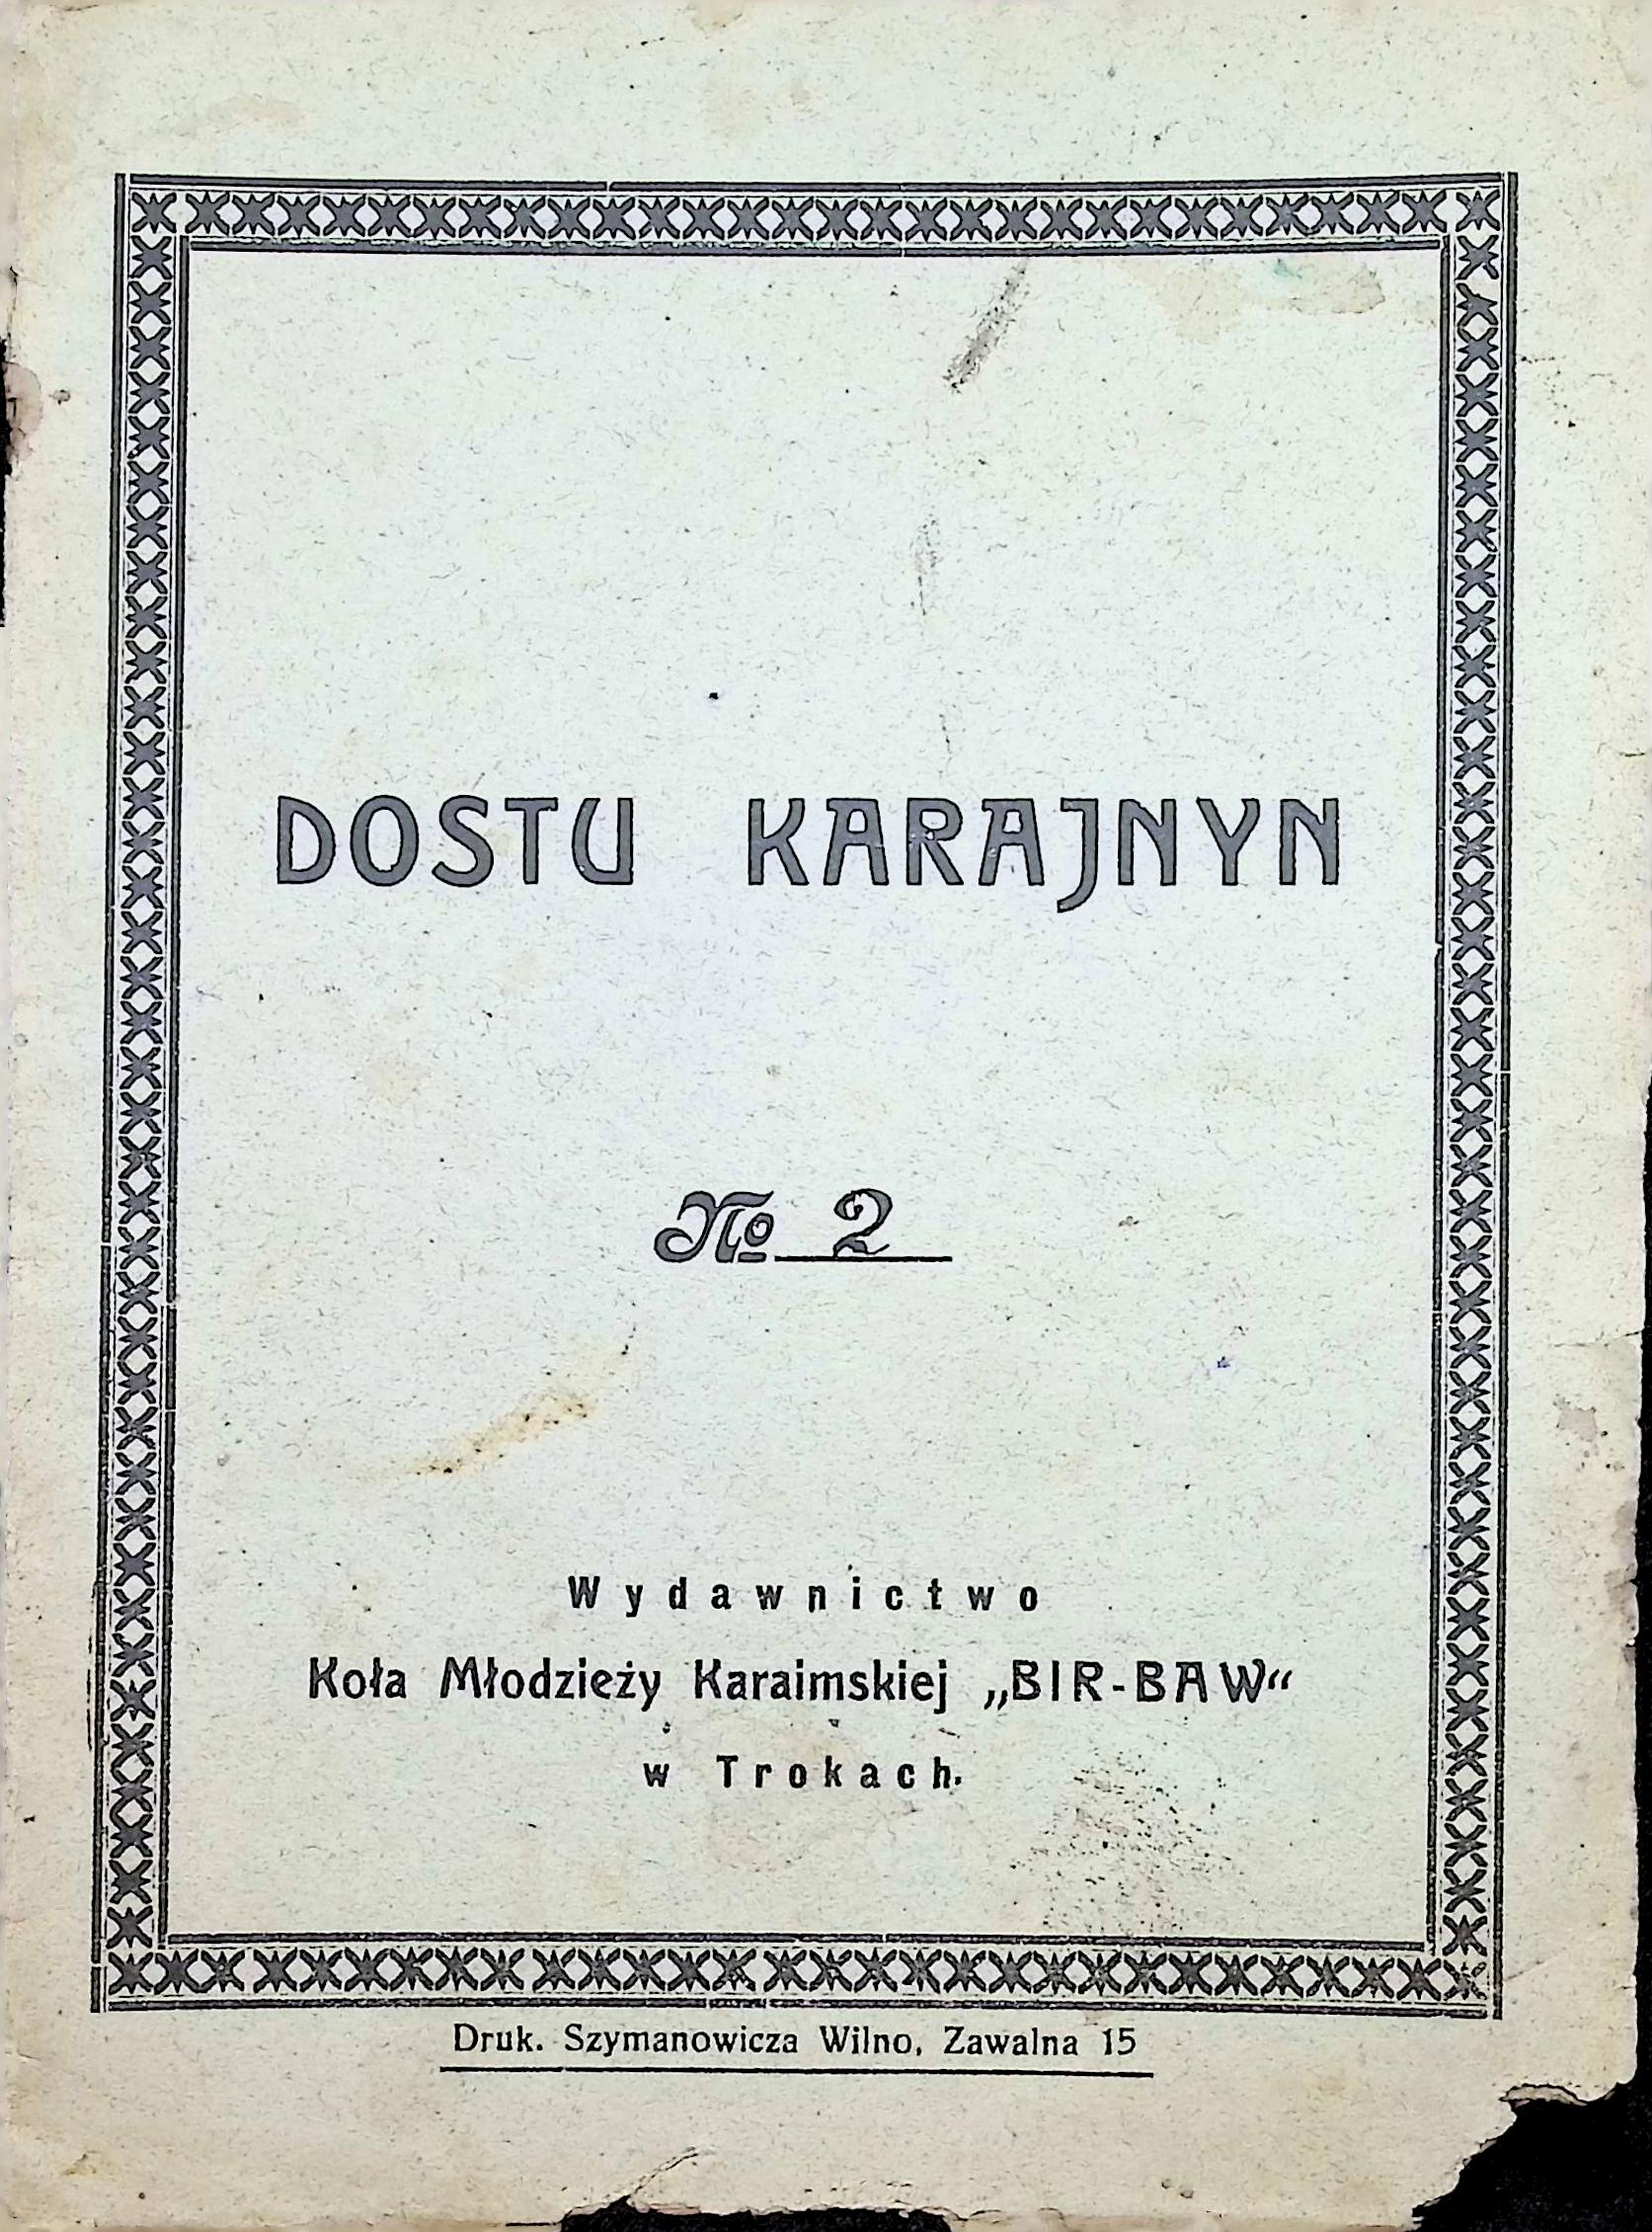 DOSTU KARAJNYN
№ 2
Wydawnictwo
Koła Młodzieży Karaimskiej „BIR-BAW“
w Trokach.
Druk. Szymanowicza Wilno, Zawalna 15